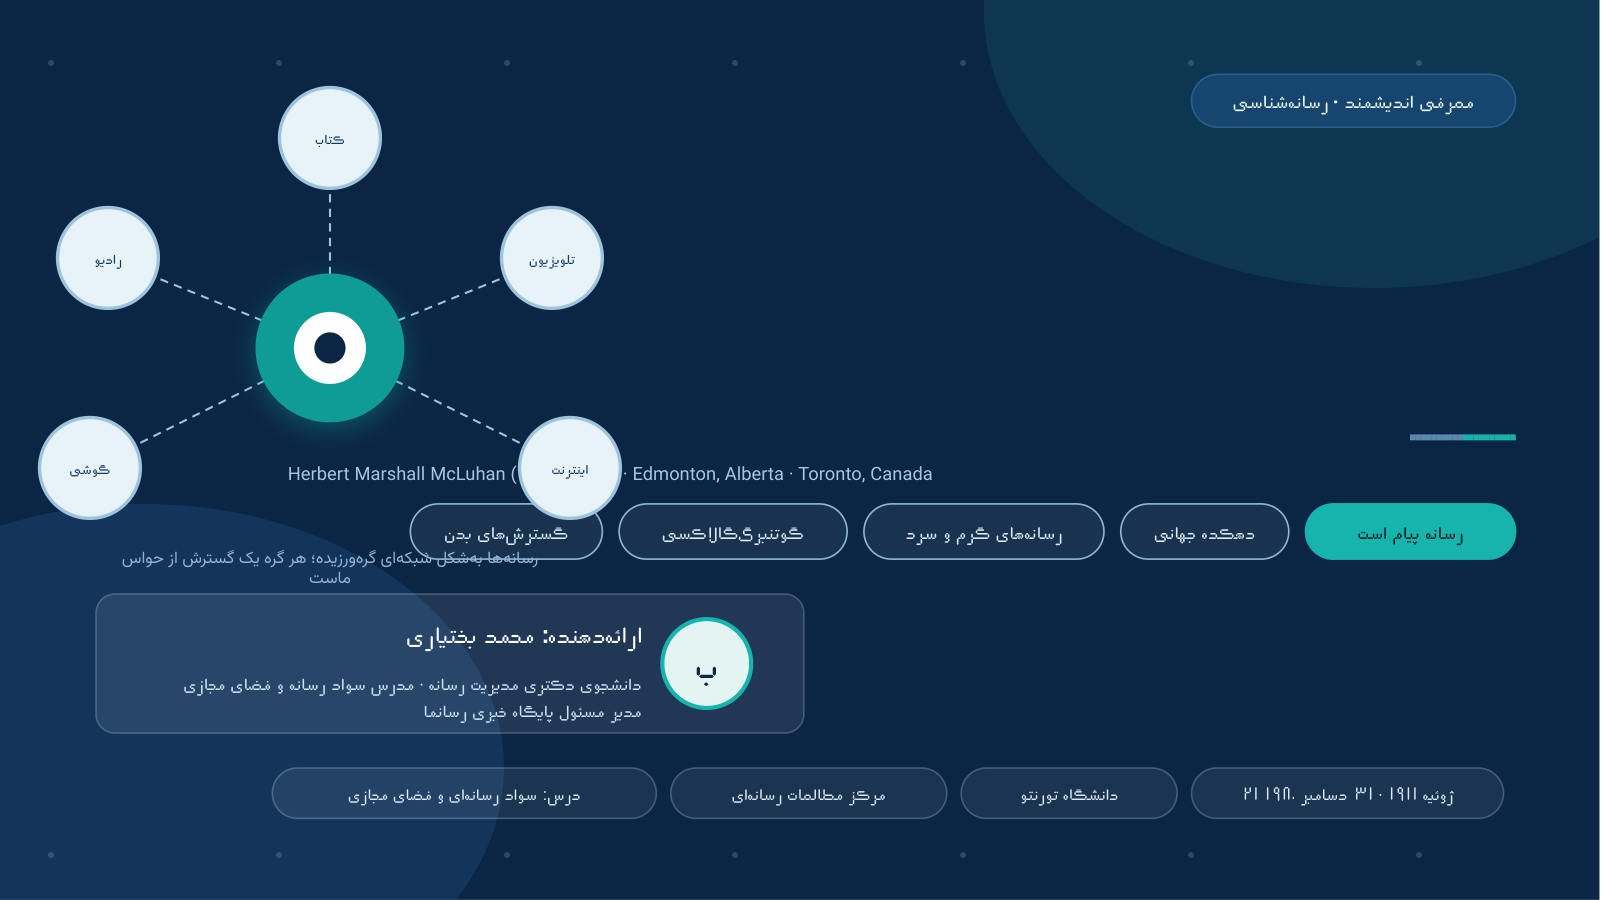 معرفی اندیشمند · رسانه‌شناسی
کتاب
رادیو
تلویزیون
گوشی
اینترنت
Herbert Marshall McLuhan ( · Edmonton, Alberta · Toronto, Canada
رسانه پیام است
دهکده جهانی
رسانه‌های گرم و سرد
گوتنبرگ‌گالاکسی
گسترش‌های بدن
رسانه‌ها به‌شکل شبکه‌ای گره‌ورزیده؛ هر گره یک گسترش از حواس
ماست
ب
ارائه‌دهنده: محمد بختیاری
دانشجوی دکتری مدیریت رسانه · مدرس سواد رسانه و فضای مجازی
مدیر مسئول پایگاه خبری رسانما
ژوئیه ۱۹۱۱ · ۳۱ دسامبر ۱۹۸۰ ۲۱
دانشگاه تورنتو
مرکز مطالعات رسانه‌ای
درس: سواد رسانه‌ای و فضای مجازی